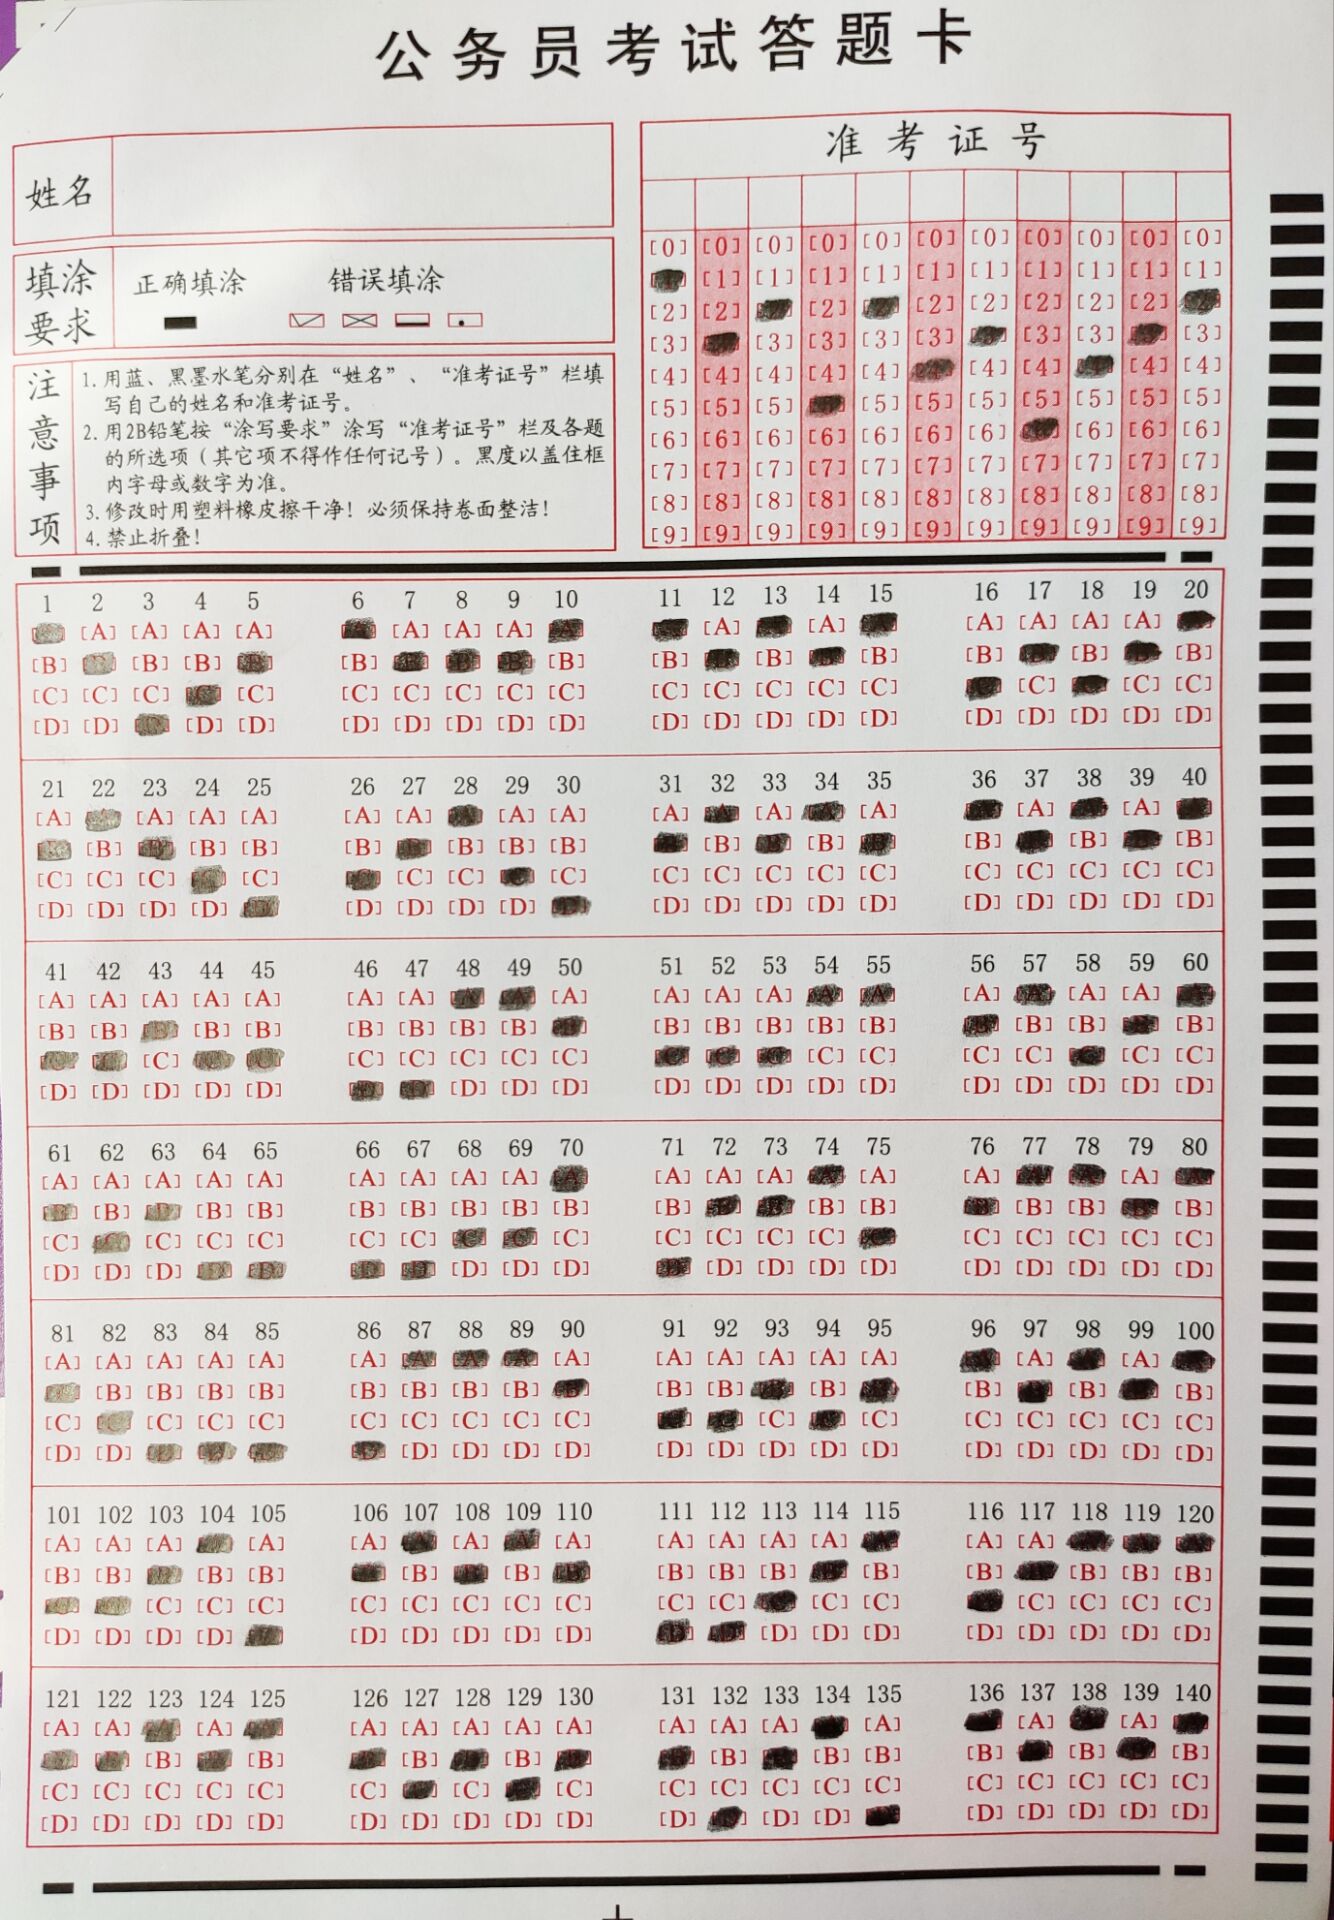 公务员考试答题卡
姓名
填涂要求
正确填涂 错误填涂
注意事项
1. 用蓝、黑墨水笔分别在“姓名”、“准考证号”栏填
写自己的姓名和准考证号。
2. 用2B铅笔按“涂写要求”涂写“准考证号”栏及各题
的所选项（其它项不得作任何记号）。黑度以盖住框
内字母或数字为准。
3. 修改时用塑料橡皮擦干净！必须保持卷面整洁！
4. 禁止折叠！
准考证号
[0] [0] [0] [0] [0] [0] [0] [0] [0] [0] [0]
[1] [1] [1] [1] [1] [1] [1] [1] [1] [1]
[2] [2] [2] [2] [2] [2] [2] [2]
[3] [3] [3] [3] [3] [3] [3] [3]
[4] [4] [4] [4] [4] [4] [4] [4] [4]
[5] [5] [5] [5] [5] [5] [5] [5] [5] [5]
[6] [6] [6] [6] [6] [6] [6] [6] [6] [6]
[7] [7] [7] [7] [7] [7] [7] [7] [7] [7] [7]
[8] [8] [8] [8] [8] [8] [8] [8] [8] [8] [8]
[9] [9] [9] [9] [9] [9] [9] [9] [9] [9] [9]
1 2 3 4 5 6 7 8 9 10 11 12 13 14 15 16 17 18 19 20
[A] [A] [A] [A] [A] [A] [A] [A] [A] [A] [A] [A] [A]
[B] [B] [B] [B] [B] [B] [B] [B] [B] [B] [B]
[C] [C] [C] [C] [C] [C] [C] [C] [C] [C] [C] [C] [C] [C] [C] [C] [C]
[D] [D] [D] [D] [D] [D] [D] [D] [D] [D] [D] [D] [D] [D] [D] [D] [D] [D] [D]
21 22 23 24 25 26 27 28 29 30 31 32 33 34 35 36 37 38 39 40
[A] [A] [A] [A] [A] [A] [A] [A] [A] [A] [A] [A] [A]
[B] [B] [B] [B] [B] [B] [B] [B] [B] [B] [B] [B]
[C] [C] [C] [C] [C] [C] [C] [C] [C] [C] [C] [C] [C] [C] [C] [C] [C]
[D] [D] [D] [D] [D] [D] [D] [D] [D] [D] [D] [D] [D] [D] [D] [D] [D] [D]
41 42 43 44 45 46 47 48 49 50 51 52 53 54 55 56 57 58 59 60
[A] [A] [A] [A] [A] [A] [A] [A] [A] [A] [A] [A] [A] [A]
[B] [B] [B] [B] [B] [B] [B] [B] [B] [B] [B] [B] [B] [B] [B] [B]
[C] [C] [C] [C] [C] [C] [C] [C] [C] [C] [C] [C]
[D] [D] [D] [D] [D] [D] [D] [D] [D] [D] [D] [D] [D] [D] [D] [D] [D] [D]
61 62 63 64 65 66 67 68 69 70 71 72 73 74 75 76 77 78 79 80
[A] [A] [A] [A] [A] [A] [A] [A] [A] [A] [A] [A] [A] [A] [A]
[B] [B] [B] [B] [B] [B] [B] [B] [B] [B] [B] [B] [B] [B]
[C] [C] [C] [C] [C] [C] [C] [C] [C] [C] [C] [C] [C] [C] [C] [C]
[D] [D] [D] [D] [D] [D] [D] [D] [D] [D] [D] [D] [D] [D] [D]
81 82 83 84 85 86 87 88 89 90 91 92 93 94 95 96 97 98 99 100
[A] [A] [A] [A] [A] [A] [A] [A] [A] [A] [A] [A] [A] [A]
[B] [B] [B] [B] [B] [B] [B] [B] [B] [B] [B] [B] [B] [B]
[C] [C] [C] [C] [C] [C] [C] [C] [C] [C] [C] [C] [C] [C] [C] [C]
[D] [D] [D] [D] [D] [D] [D] [D] [D] [D] [D] [D] [D] [D] [D] [D]
101 102 103 104 105 106 107 108 109 110 111 112 113 114 115 116 117 118 119 120
[A] [A] [A] [A] [A] [A] [A] [A] [A] [A] [A] [A] [A]
[B] [B] [B] [B] [B] [B] [B] [B] [B] [B] [B] [B] [B] [B]
[C] [C] [C] [C] [C] [C] [C] [C] [C] [C] [C] [C] [C] [C] [C] [C]
[D] [D] [D] [D] [D] [D] [D] [D] [D] [D] [D] [D] [D] [D] [D] [D] [D]
121 122 123 124 125 126 127 128 129 130 131 132 133 134 135 136 137 138 139 140
[A] [A] [A] [A] [A] [A] [A] [A] [A] [A] [A] [A] [A] [A]
[B] [B] [B] [B] [B] [B] [B] [B] [B] [B]
[C] [C] [C] [C] [C] [C] [C] [C] [C] [C] [C] [C] [C] [C] [C] [C] [C] [C]
[D] [D] [D] [D] [D] [D] [D] [D] [D] [D] [D] [D] [D] [D] [D] [D] [D] [D]